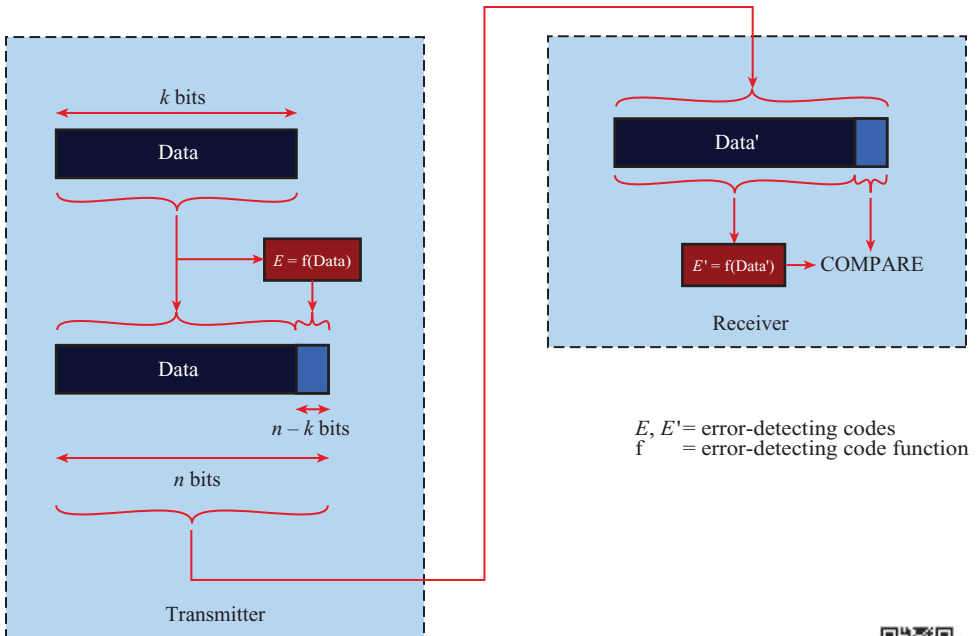 k bits
Data
E = f(Data)
Data
n – k bits
n bits
Transmitter
Data'
E' = f(Data')
COMPARE
Receiver
E, E' = error-detecting codes
f = error-detecting code function